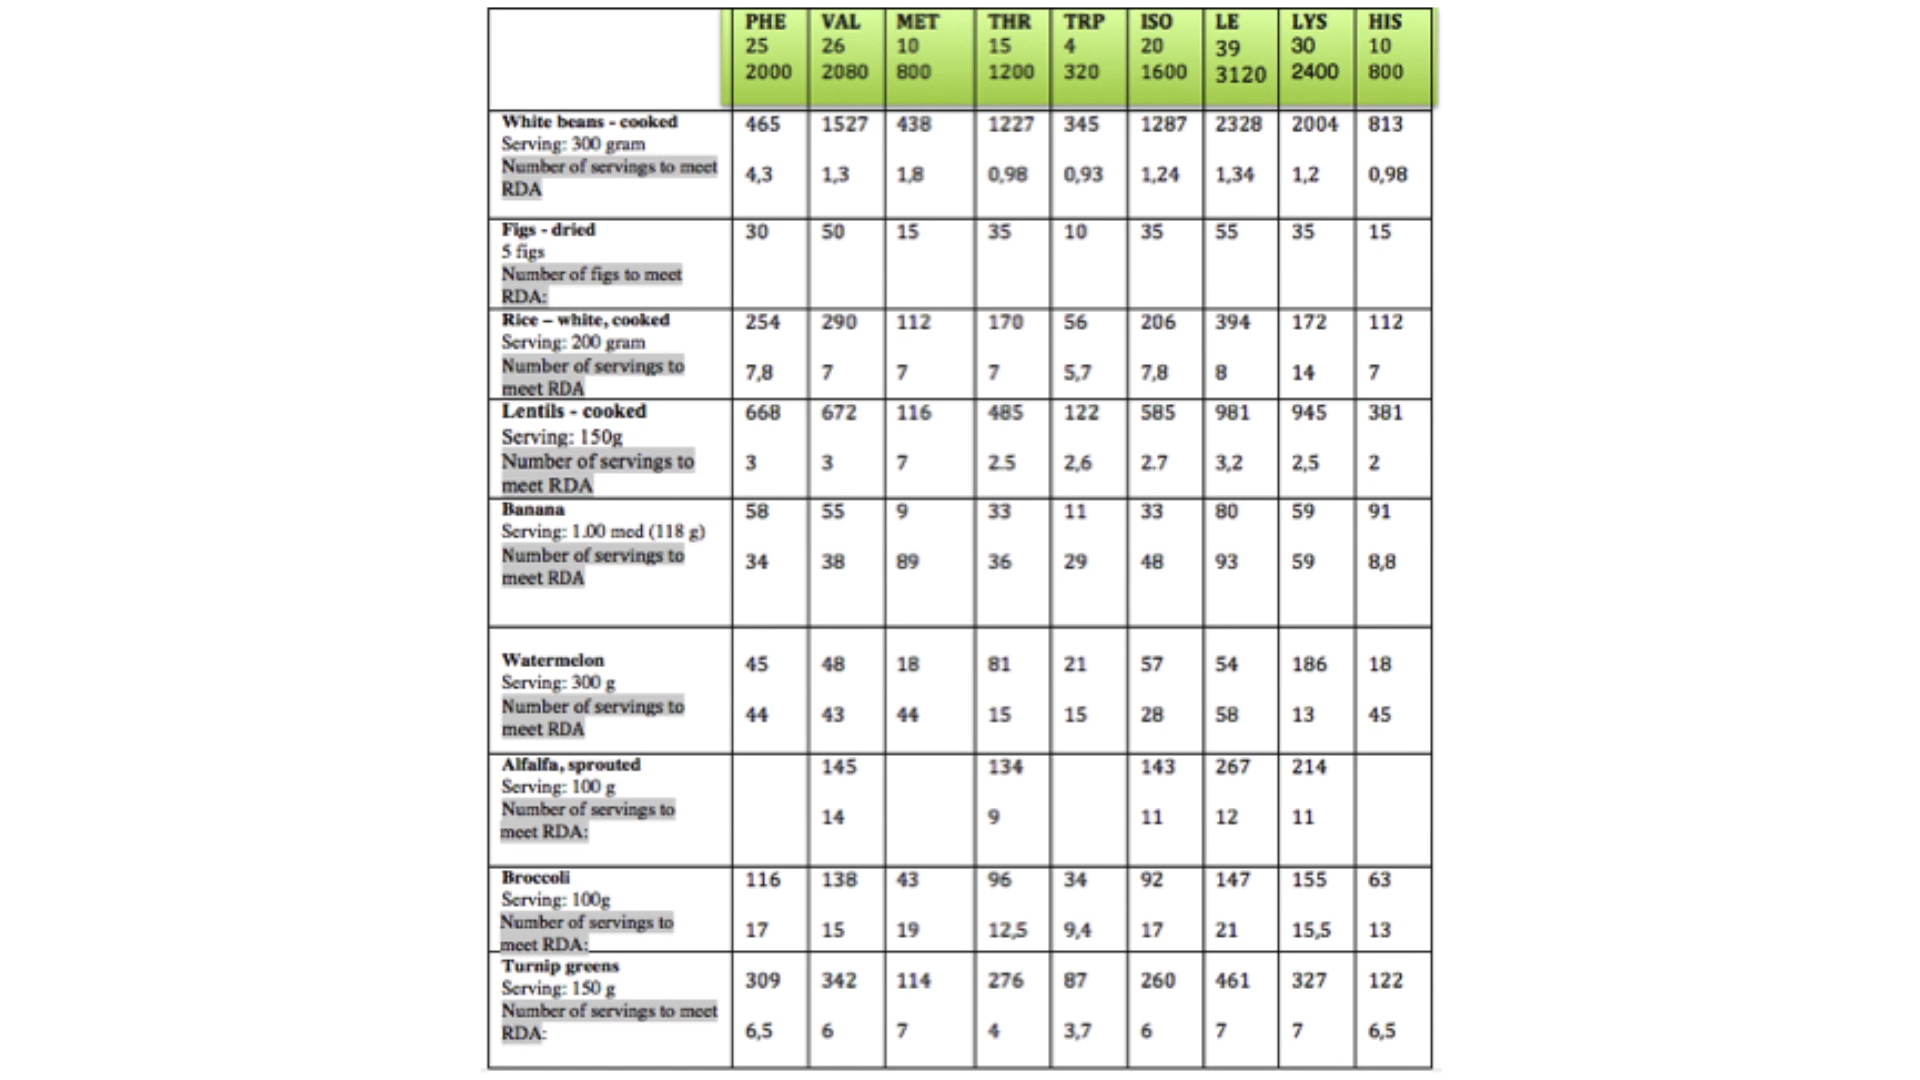 PHE VAL MET THR TRP ISO LE LYS HIS
25 26 10 15 4 20 39 30 10
2000 2080 800 1200 320 1600 3120 2400 800
White beans - cooked 465 1527 438 1227 345 1287 2328 2004 813
Serving: 300 gram
Number of servings to meet 4,3 1,3 1,8 0,98 0,93 1,24 1,34 1,2 0,98
RDA
Figs - dried 30 50 15 35 10 35 55 35 15
5 figs
Number of figs to meet
RDA:
Rice – white, cooked 254 290 112 170 56 206 394 172 112
Serving: 200 gram
Number of servings to 7,8 7 7 7 5,7 7,8 8 14 7
meet RDA
Lentils - cooked 668 672 116 485 122 585 981 945 381
Serving: 150g
Number of servings to 3 3 7 2.5 2,6 2.7 3,2 2,5 2
meet RDA
Banana 58 55 9 33 11 33 80 59 91
Serving: 1.00 med (118 g)
Number of servings to 34 38 89 36 29 48 93 59 8,8
meet RDA
Watermelon 45 48 18 81 21 57 54 186 18
Serving: 300 g
Number of servings to 44 43 44 15 15 28 58 13 45
meet RDA
Alfalfa, sprouted 145 134 143 267 214
Serving: 100 g
Number of servings to 14 9 11 12 11
meet RDA:
Broccoli 116 138 43 96 34 92 147 155 63
Serving: 100g
Number of servings to 17 15 19 12,5 9,4 17 21 15,5 13
meet RDA:
Turnip greens 309 342 114 276 87 260 461 327 122
Serving: 150 g
Number of servings to meet 6,5 6 7 4 3,7 6 7 7 6,5
RDA: